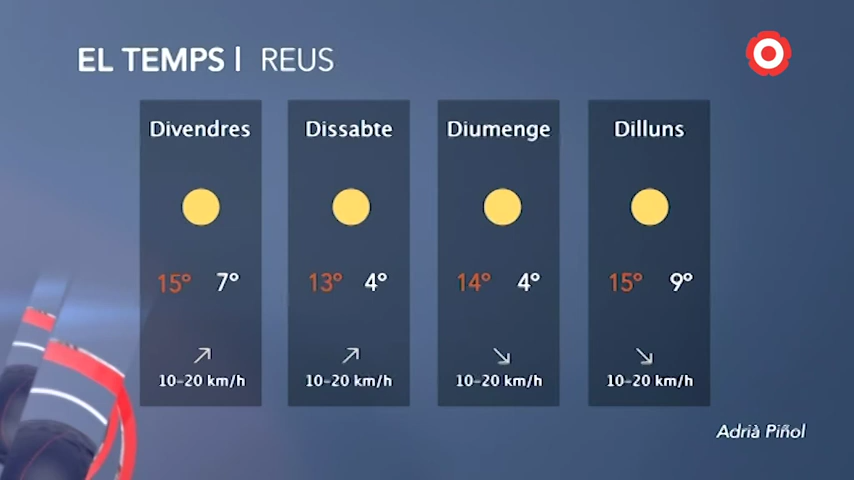 EL TEMPS | REUS
Divendres
15° 7°
10-20 km/h
Dissabte
13° 4°
10-20 km/h
Diumenge
14° 4°
10-20 km/h
Dilluns
15° 9°
10-20 km/h
Adrià Piñol